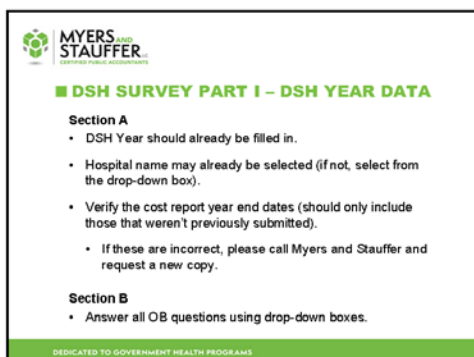 MYERS AND
STAUFFER LC
CERTIFIED PUBLIC ACCOUNTANTS
■ DSH SURVEY PART I – DSH YEAR DATA
Section A
• DSH Year should already be filled in.
• Hospital name may already be selected (if not, select from
the drop-down box).
• Verify the cost report year end dates (should only include
those that weren't previously submitted).
• If these are incorrect, please call Myers and Stauffer and
request a new copy.
Section B
• Answer all OB questions using drop-down boxes.
DEDICATED TO GOVERNMENT HEALTH PROGRAMS